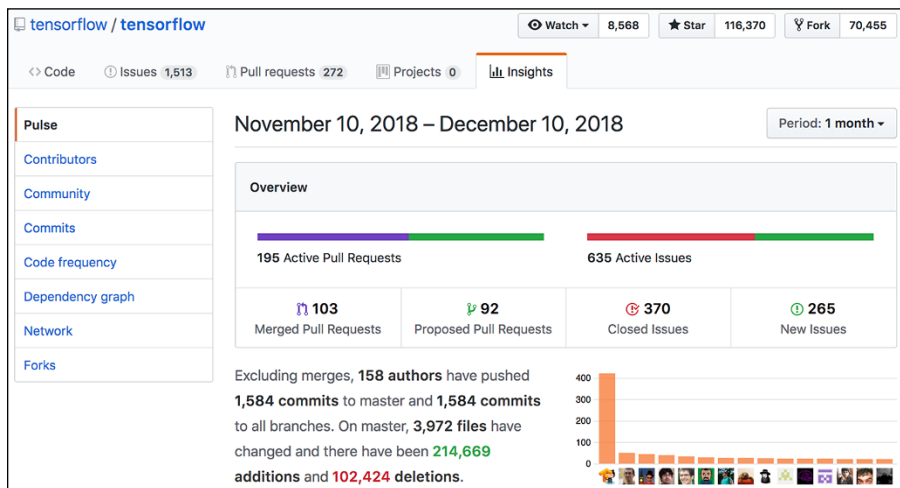 tensorflow / tensorflow
Watch 8,568 Star 116,370 Fork 70,455
<> Code Issues 1,513 Pull requests 272 Projects 0 Insights
Pulse
Contributors
Community
Commits
Code frequency
Dependency graph
Network
Forks
November 10, 2018 – December 10, 2018
Period: 1 month
Overview
195 Active Pull Requests
635 Active Issues
103
Merged Pull Requests
92
Proposed Pull Requests
370
Closed Issues
265
New Issues
Excluding merges, 158 authors have pushed
1,584 commits to master and 1,584 commits
to all branches. On master, 3,972 files have
changed and there have been 214,669
additions and 102,424 deletions.
400
300
200
100
0